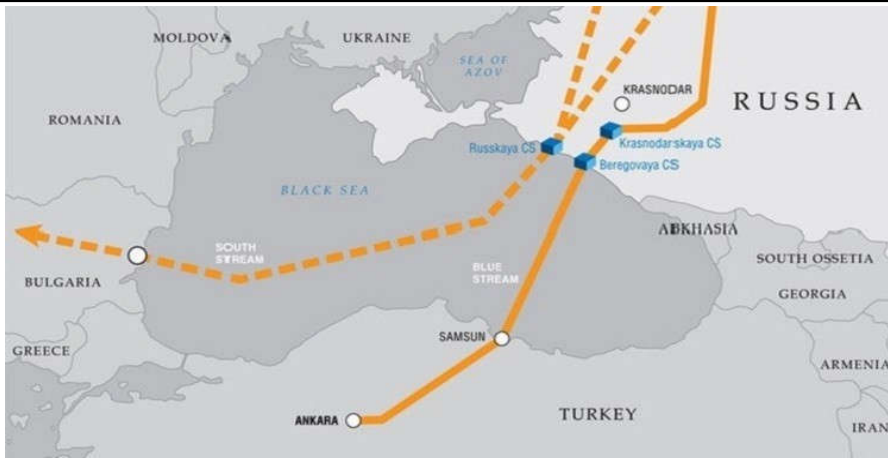 MOLDOVA
UKRAINE
SEA OF
AZOV
KRASNODAR
RUSSIA
ROMANIA
Russkaya CS
Krasnodarskaya CS
Beregovaya CS
BLACK SEA
ABKHASIA
SOUTH
STREAM
SOUTH OSSETIA
BLUE
STREAM
BULGARIA
GEORGIA
SAMSUN
GREECE
ARMENIA
ANKARA
TURKEY
IRAN